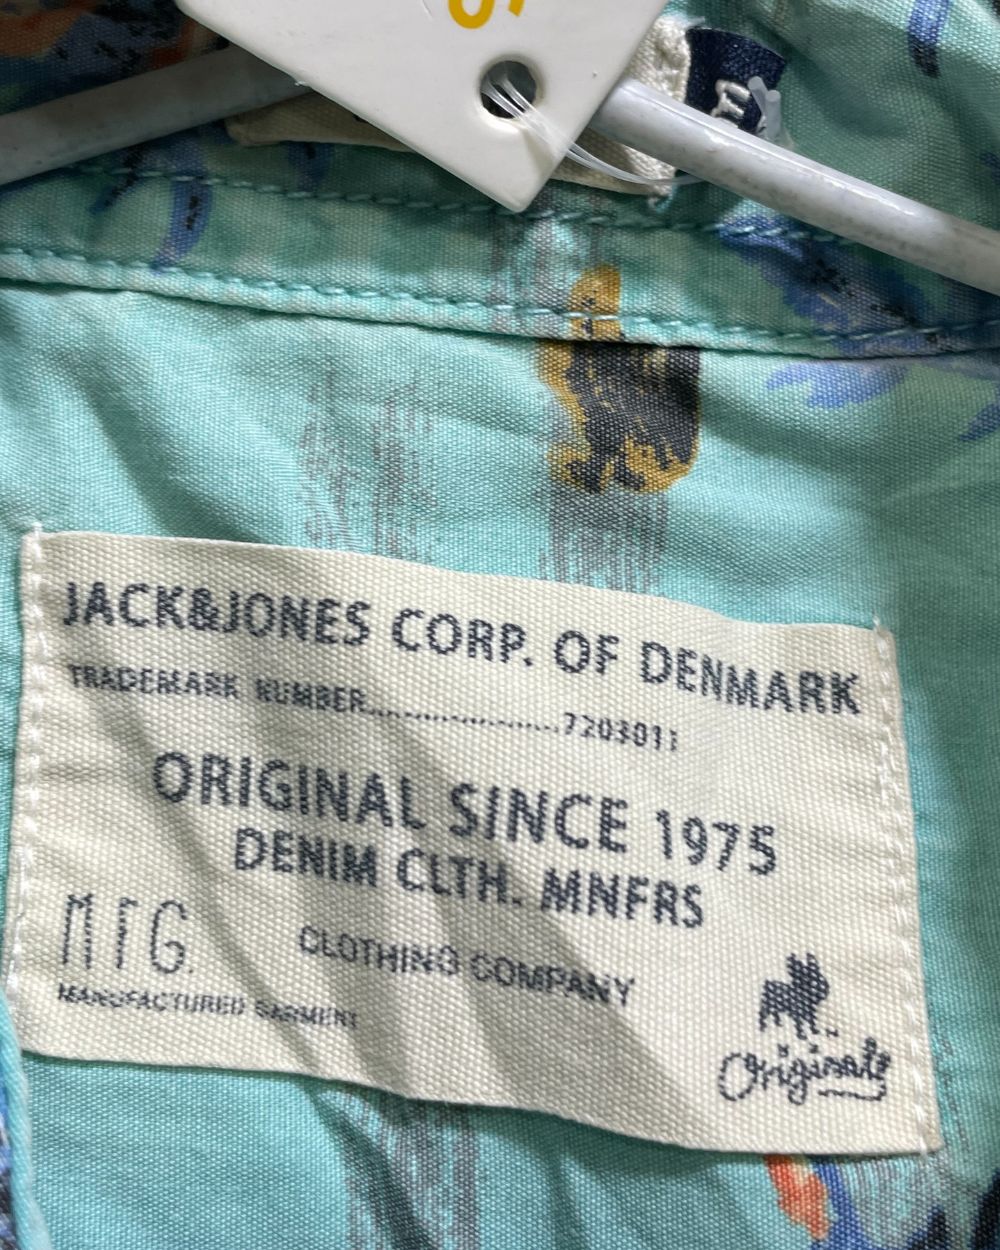 JACK&JONES CORP. OF DENMARK
TRADEMARK NUMBER.....................7203011
ORIGINAL SINCE 1975
DENIM CLTH. MNFRS
MFG.
CLOTHING COMPANY
MANUFACTURED GARMENT
Originals